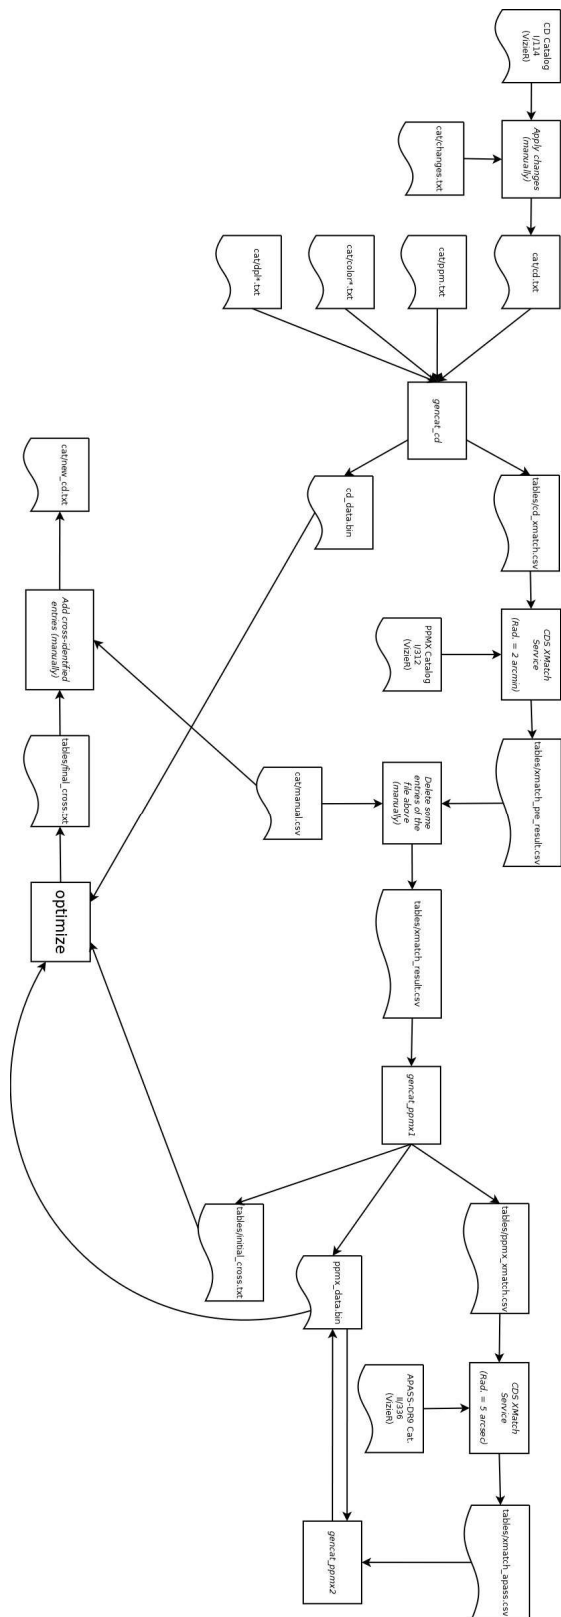 CD Catalog
I/114
(VizieR)
Apply changes
(manually)
cat/changes.txt
cat/cd.txt
cat/ppm.txt
cat/color*.txt
cat/dpl*.txt
gencat_cd
tables/cd_xmatch.csv
cd_data.bin
cat/new_cd.txt
CDS XMatch
Service
(Rad. = 2 arcmin)
PPMX Catalog
I/312
(VizieR)
Add cross-identified
entries (manually)
tables/xmatch_pre_result.csv
Delete some
entries of the
file above
(manually)
cat/manual.csv
tables/final_cross.txt
tables/xmatch_result.csv
optimize
gencat_ppmx1
tables/ppmx_xmatch.csv
ppmx_data.bin
tables/initial_cross.txt
CDS XMatch
Service
(Rad. = 5 arcsec)
APASS-DR9 Cat.
II/336
(VizieR)
tables/xmatch_apass.csv
gencat_ppmx2